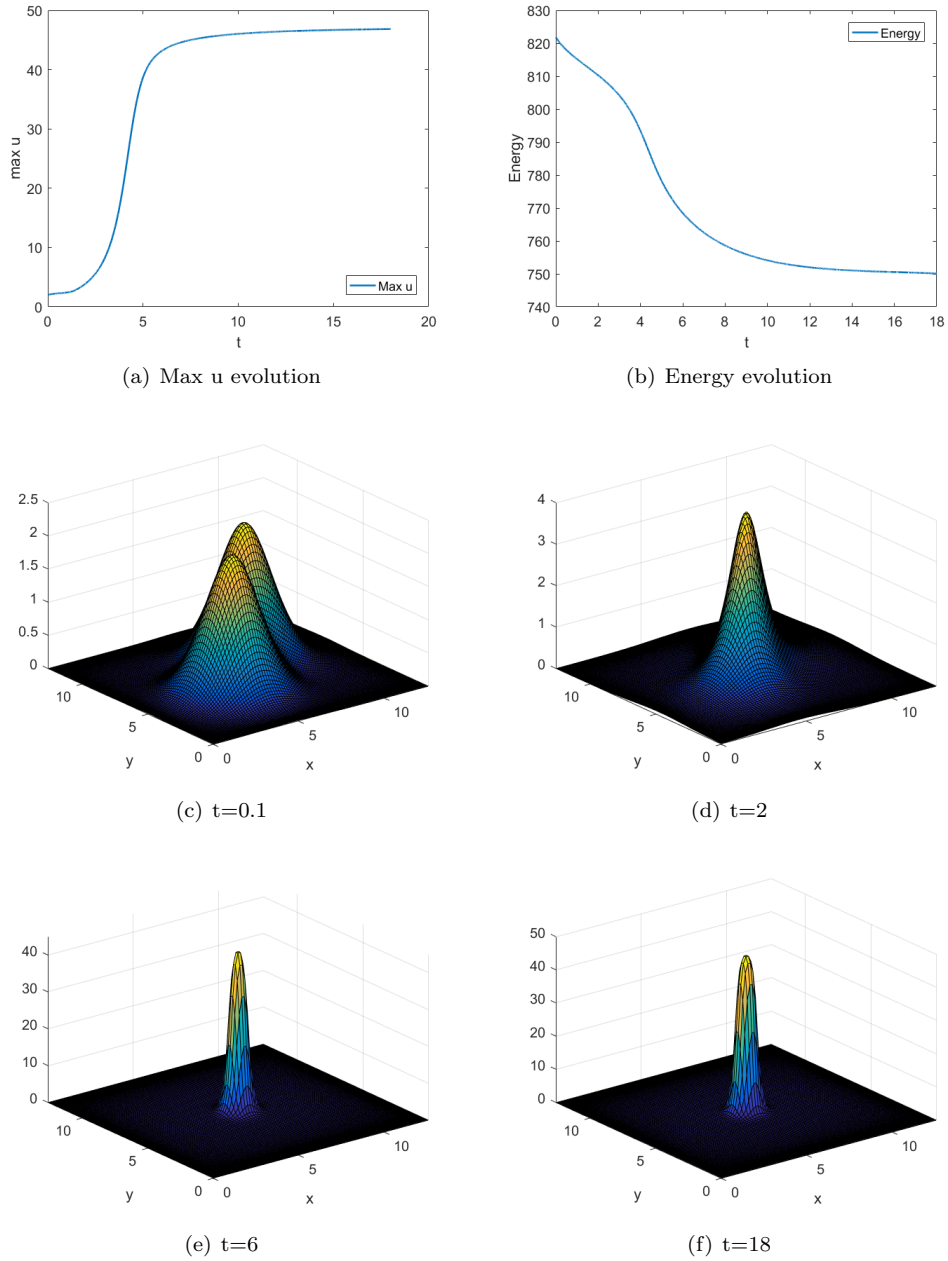 50
40
30
20
10
0
max u
0 5 10 15 20
t
Max u
(a) Max u evolution
830
820
810
800
790
780
770
760
750
740
Energy
0 2 4 6 8 10 12 14 16 18
t
Energy
(b) Energy evolution
2.5
2
1.5
1
0.5
0
10
5
0
y
0
5
10
x
(c) t=0.1
4
3
2
1
0
10
5
0
y
0
5
10
x
(d) t=2
40
30
20
10
0
10
5
0
y
0
5
10
x
(e) t=6
50
40
30
20
10
0
10
5
0
y
0
5
10
x
(f) t=18